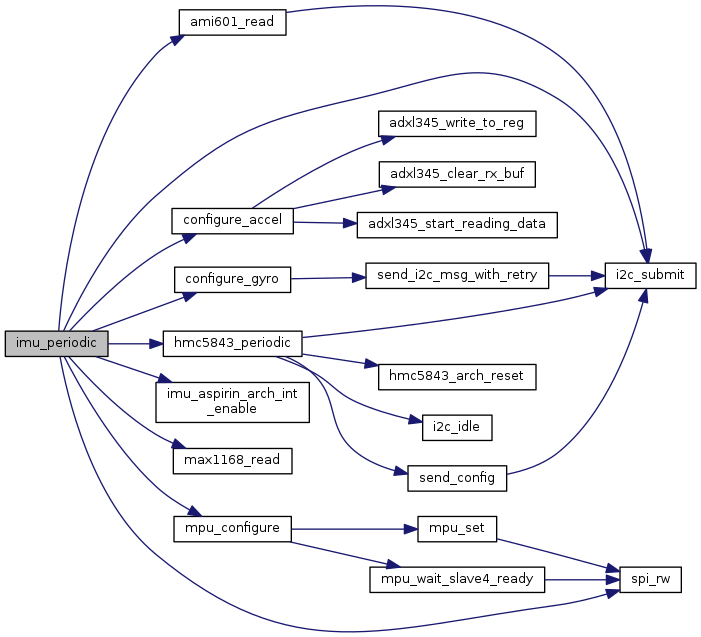 ami601_read
adxl345_write_to_reg
adxl345_clear_rx_buf
configure_accel
adxl345_start_reading_data
configure_gyro
send_i2c_msg_with_retry
i2c_submit
imu_periodic
hmc5843_periodic
hmc5843_arch_reset
imu_aspirin_arch_int
_enable
i2c_idle
max1168_read
send_config
mpu_configure
mpu_set
mpu_wait_slave4_ready
spi_rw